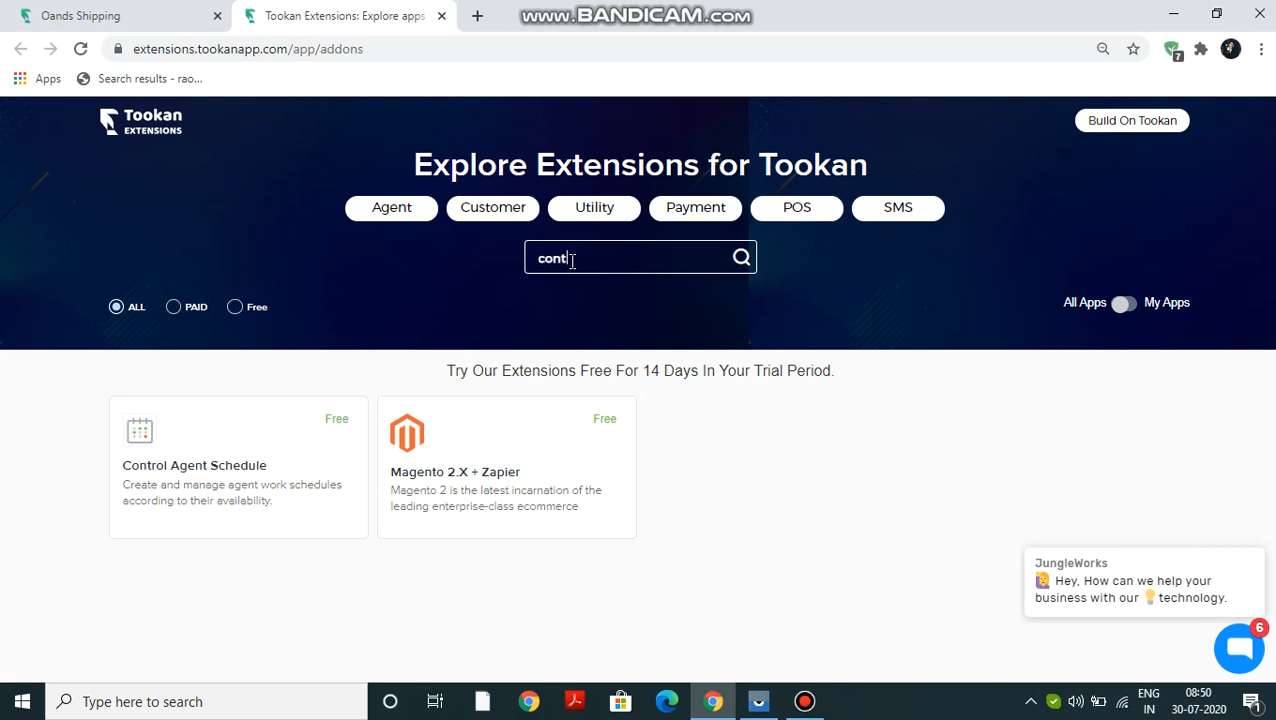 Oands Shipping
Tookan Extensions: Explore apps
www.BANDICAM.com
extensions.tookanapp.com/app/addons
7
Apps
Search results - rao...
Tookan
EXTENSIONS
Build On Tookan
Explore Extensions for Tookan
Agent
Customer
Utility
Payment
POS
SMS
cont
ALL
PAID
Free
All Apps
My Apps
Try Our Extensions Free For 14 Days In Your Trial Period.
Free
Control Agent Schedule
Create and manage agent work schedules
according to their availability.
Free
Magento 2.X + Zapier
Magento 2 is the latest incarnation of the
leading enterprise-class ecommerce
JungleWorks
🙋 Hey, How can we help your
business with our 💡technology.
6
Type here to search
ENG
IN
08:50
30-07-2020
1